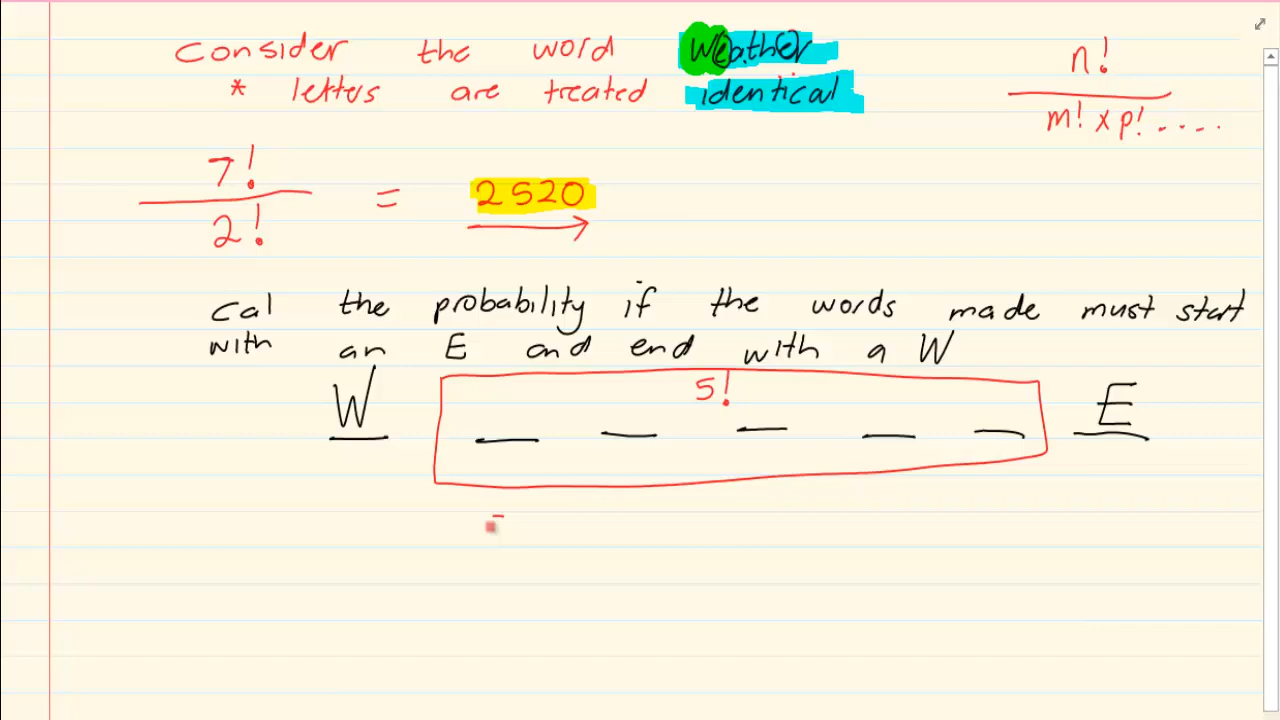 Consider the word Weather
* letters are treated identical
n!
m! x p! ....
7!
2!
= 2520
cal the probability if the words made must start
with an E and end with a W
5!
W _ _ _ _ _ E